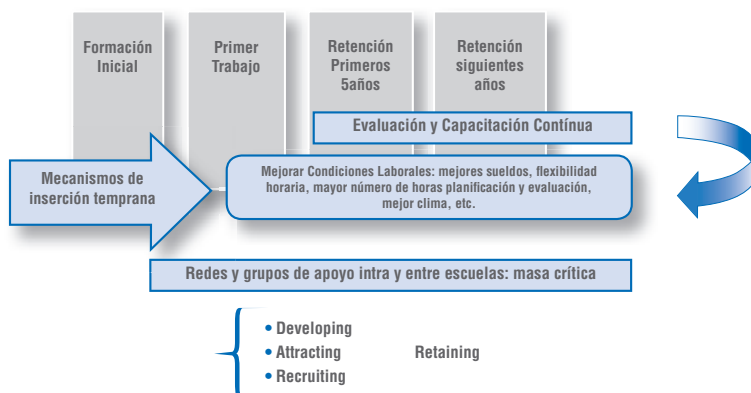 Formación
Inicial
Primer
Trabajo
Retención
Primeros
5años
Retención
siguientes
años
Evaluación y Capacitación Contínua
Mecanismos de
inserción temprana
Mejorar Condiciones Laborales: mejores sueldos, flexibilidad
horaria, mayor número de horas planificación y evaluación,
mejor clima, etc.
Redes y grupos de apoyo intra y entre escuelas: masa crítica
• Developing
• Attracting Retaining
• Recruiting